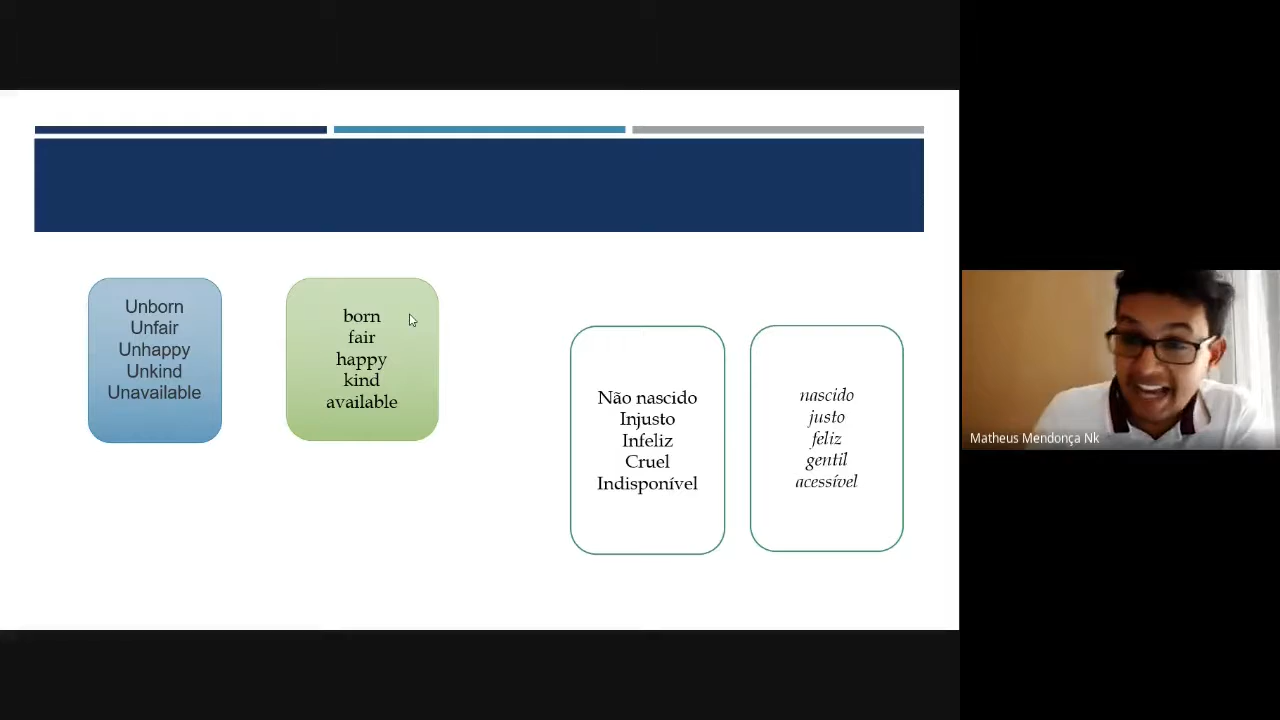 Unborn
Unfair
Unhappy
Unkind
Unavailable
born
fair
happy
kind
available
Não nascido
Injusto
Infeliz
Cruel
Indisponível
nascido
justo
feliz
gentil
acessível
Matheus Mendonça Nk